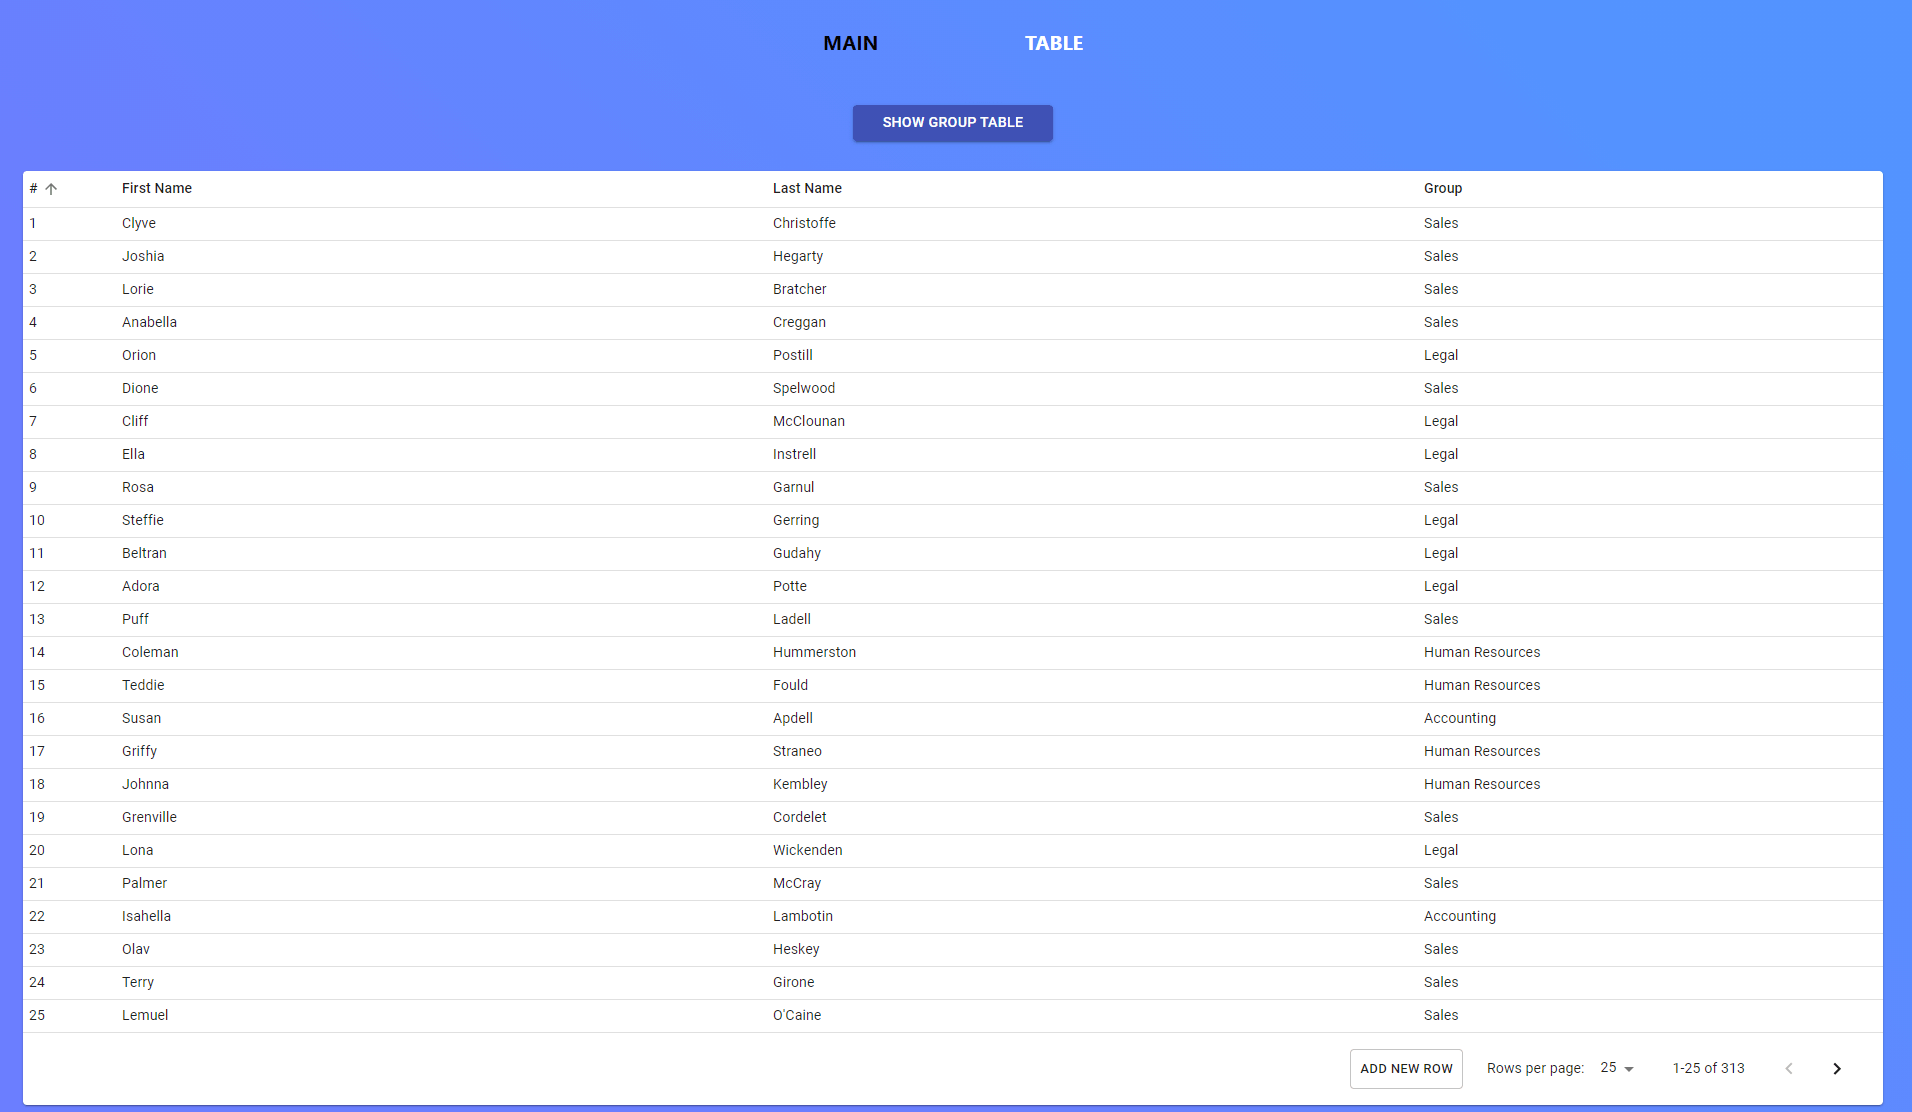 MAIN TABLE
SHOW GROUP TABLE
# First Name Last Name Group
1 Clyve Christoffe Sales
2 Joshia Hegarty Sales
3 Lorie Bratcher Sales
4 Anabella Creggan Sales
5 Orion Postill Legal
6 Dione Spelwood Sales
7 Cliff McClounan Legal
8 Ella Instrell Legal
9 Rosa Garnul Sales
10 Steffie Gerring Legal
11 Beltran Gudahy Legal
12 Adora Potte Legal
13 Puff Ladell Sales
14 Coleman Hummerston Human Resources
15 Teddie Fould Human Resources
16 Susan Apdell Accounting
17 Griffy Straneo Human Resources
18 Johnna Kembley Human Resources
19 Grenville Cordelet Sales
20 Lona Wickenden Legal
21 Palmer McCray Sales
22 Isahella Lambotin Accounting
23 Olav Heskey Sales
24 Terry Girone Sales
25 Lemuel O'Caine Sales
ADD NEW ROW Rows per page: 25 1-25 of 313